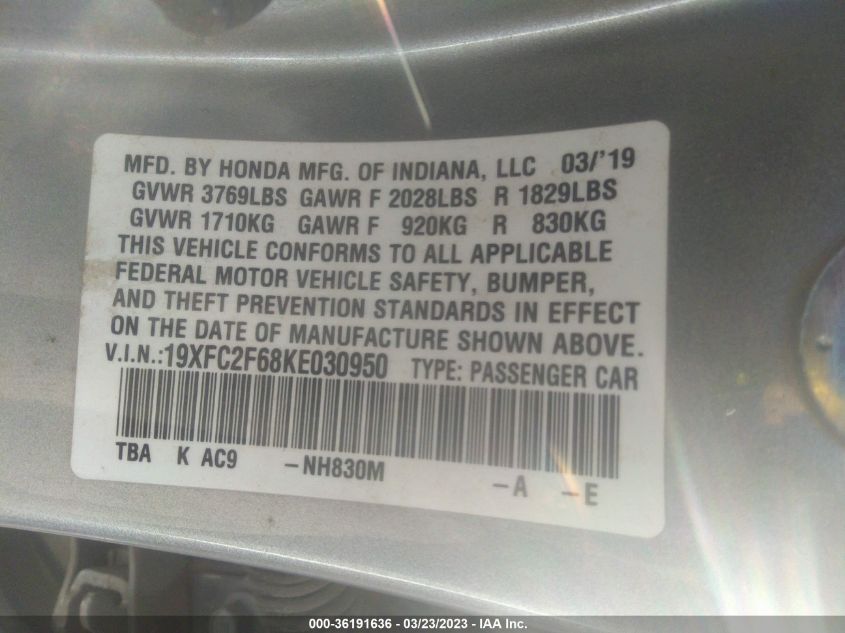 MFD. BY HONDA MFG. OF INDIANA, LLC 03/'19
GVWR 3769LBS GAWR F 2028LBS R 1829LBS
GVWR 1710KG GAWR F 920KG R 830KG
THIS VEHICLE CONFORMS TO ALL APPLICABLE
FEDERAL MOTOR VEHICLE SAFETY, BUMPER,
AND THEFT PREVENTION STANDARDS IN EFFECT
ON THE DATE OF MANUFACTURE SHOWN ABOVE.
V.I.N.:19XFC2F68KE030950 TYPE: PASSENGER CAR
TBA K AC9 -NH830M -A -E
000-36191636 - 03/23/2023 - IAA Inc.